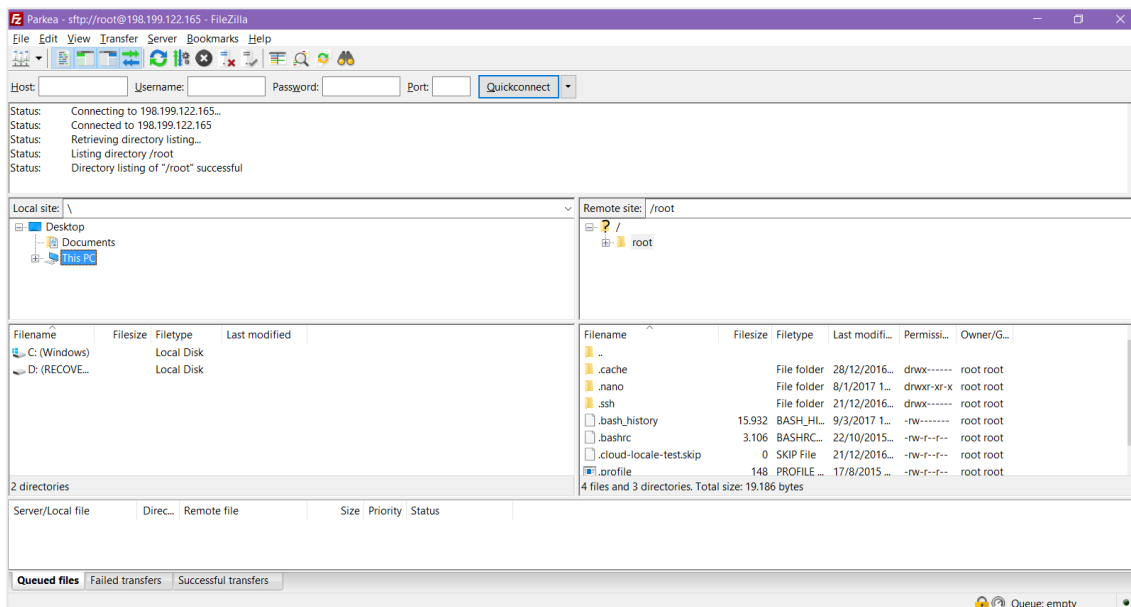 Parkea - sftp://root@198.199.122.165 - FileZilla
File Edit View Transfer Server Bookmarks Help
Host: Username: Password: Port: Quickconnect
Status: Connecting to 198.199.122.165...
Status: Connected to 198.199.122.165
Status: Retrieving directory listing...
Status: Listing directory /root
Status: Directory listing of "/root" successful
Local site: \
Desktop
Documents
This PC
Remote site: /root
/
root
Filename Filesize Filetype Last modified
C: (Windows) Local Disk
D: (RECOVE... Local Disk
2 directories
Filename Filesize Filetype Last modifi... Permissi... Owner/G...
..
.cache File folder 28/12/2016... drwx------ root root
.nano File folder 8/1/2017 1... drwxr-xr-x root root
.ssh File folder 21/12/2016... drwx------ root root
.bash_history 15.932 BASH_HI... 9/3/2017 1... -rw------- root root
.bashrc 3.106 BASHRC... 22/10/2015... -rw-r--r-- root root
.cloud-locale-test.skip 0 SKIP File 21/12/2016... -rw-r--r-- root root
.profile 148 PROFILE ... 17/8/2015 ... -rw-r--r-- root root
4 files and 3 directories. Total size: 19.186 bytes
Server/Local file Direc... Remote file Size Priority Status
Queued files Failed transfers Successful transfers
Queue: empty